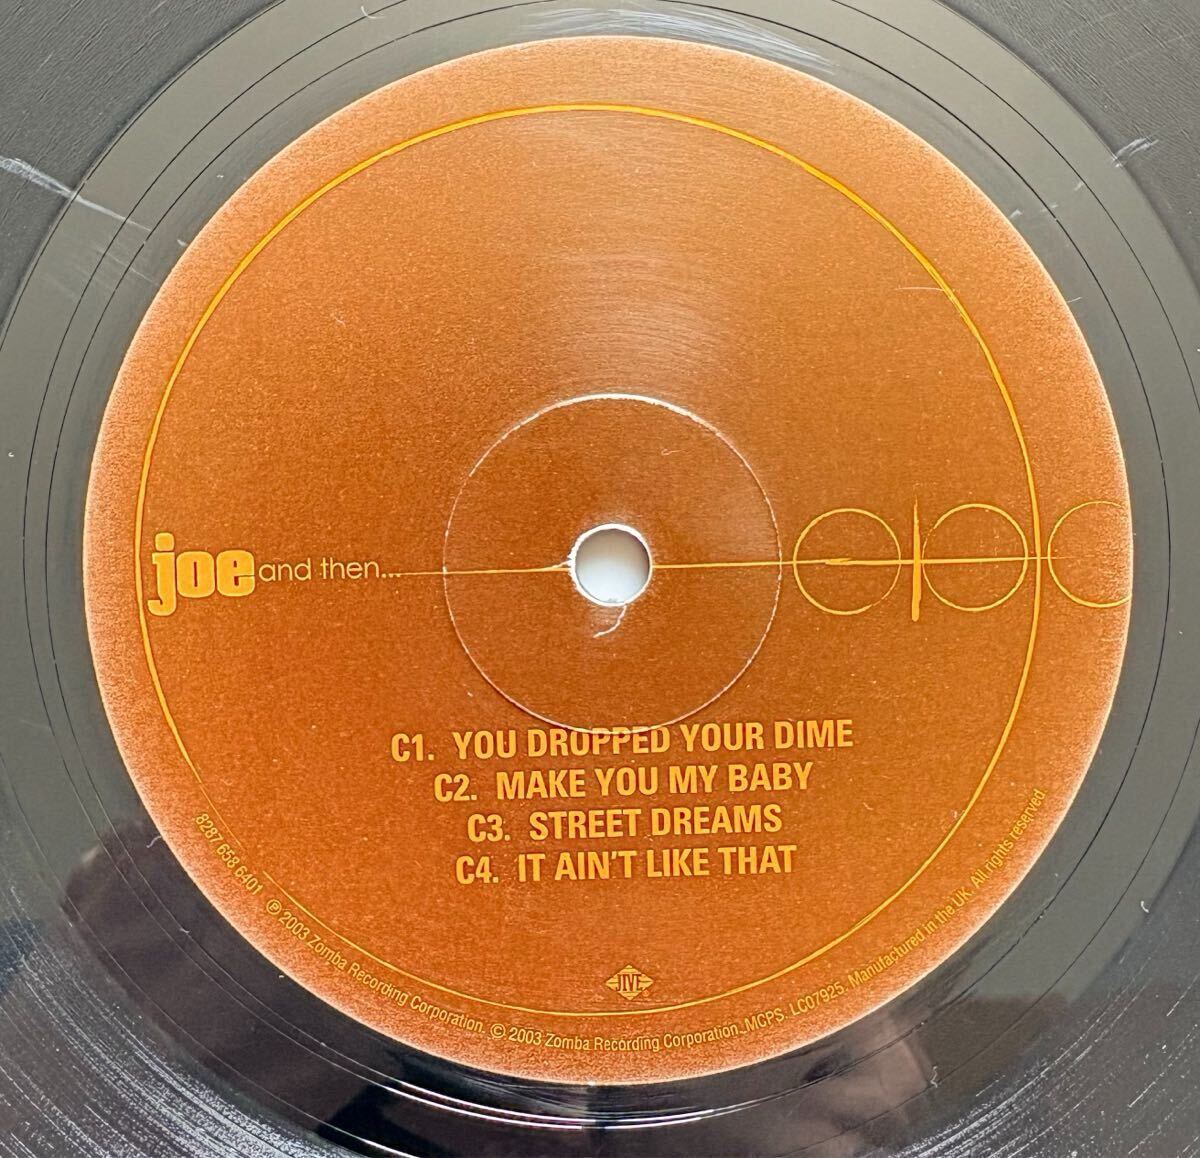 joe and then...
C1. YOU DROPPED YOUR DIME
C2. MAKE YOU MY BABY
C3. STREET DREAMS
C4. IT AIN'T LIKE THAT
JIVE
8287 658 6401 ℗ 2003 Zomba Recording Corporation. © 2003 Zomba Recording Corporation. MCPS. LC07925. Manufactured in the UK. All rights reserved.